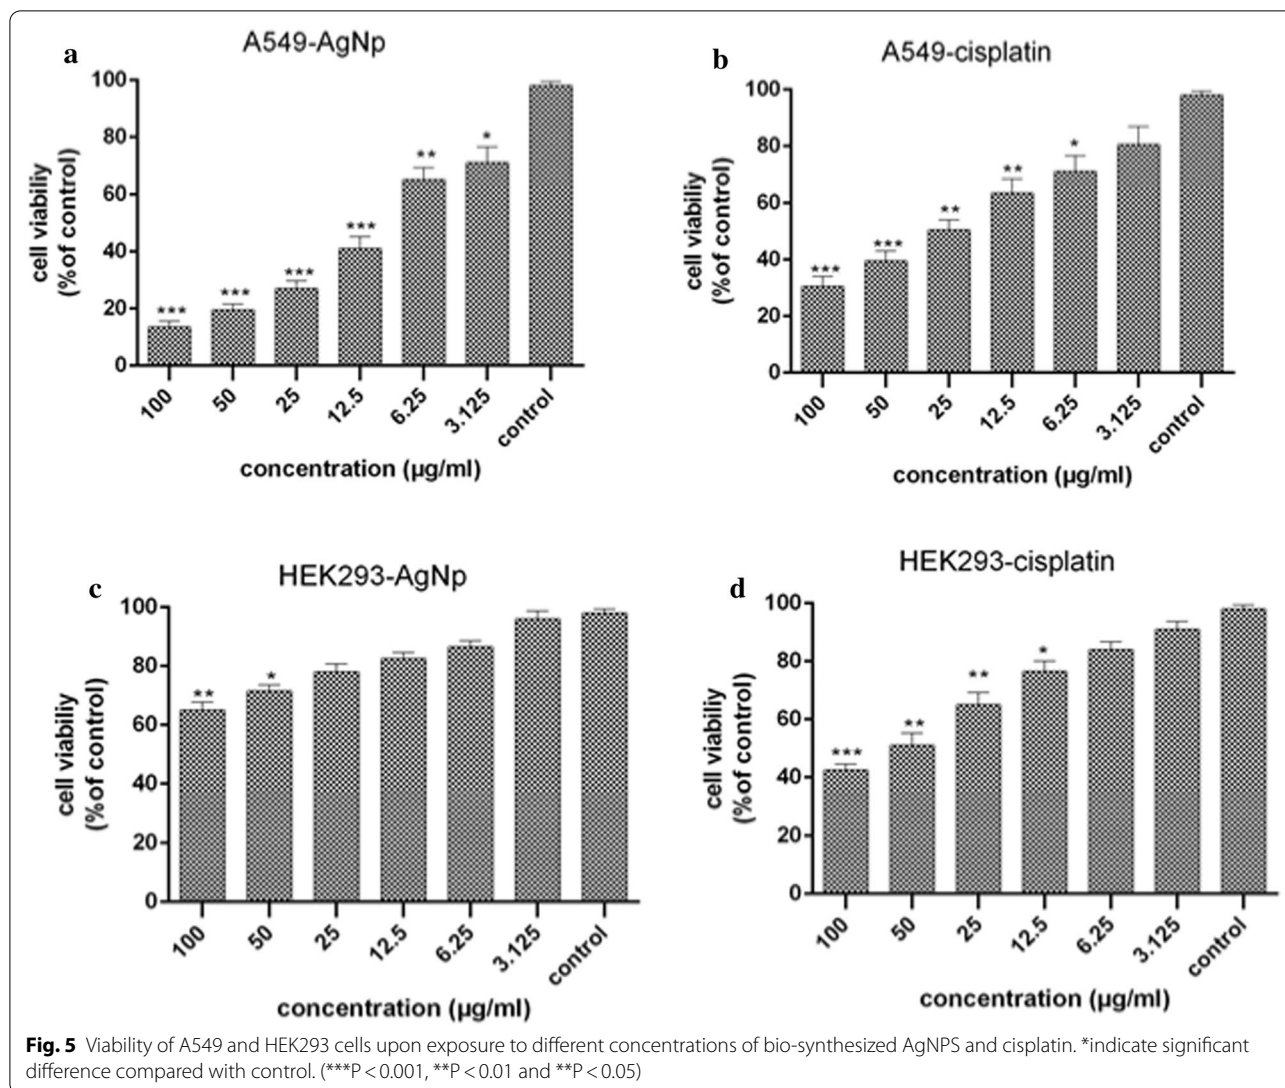 a
A549-AgNp
cell viabiliy
(%of control)
100
80
60
40
20
0
***
***
***
***
**
*
100
50
25
12.5
6.25
3.125
control
concentration (µg/ml)
b
A549-cisplatin
cell viabiliy
(%of control)
100
80
60
40
20
0
***
***
**
**
*
100
50
25
12.5
6.25
3.125
control
concentration (µg/ml)
c
HEK293-AgNp
cell viabiliy
(%of control)
100
80
60
40
20
0
**
*
100
50
25
12.5
6.25
3.125
control
concentration (µg/ml)
d
HEK293-cisplatin
cell viabiliy
(%of control)
100
80
60
40
20
0
***
**
**
*
100
50
25
12.5
6.25
3.125
control
concentration (µg/ml)
Fig. 5 Viability of A549 and HEK293 cells upon exposure to different concentrations of bio-synthesized AgNPS and cisplatin. *indicate significant
difference compared with control. (***P < 0.001, **P < 0.01 and **P < 0.05)